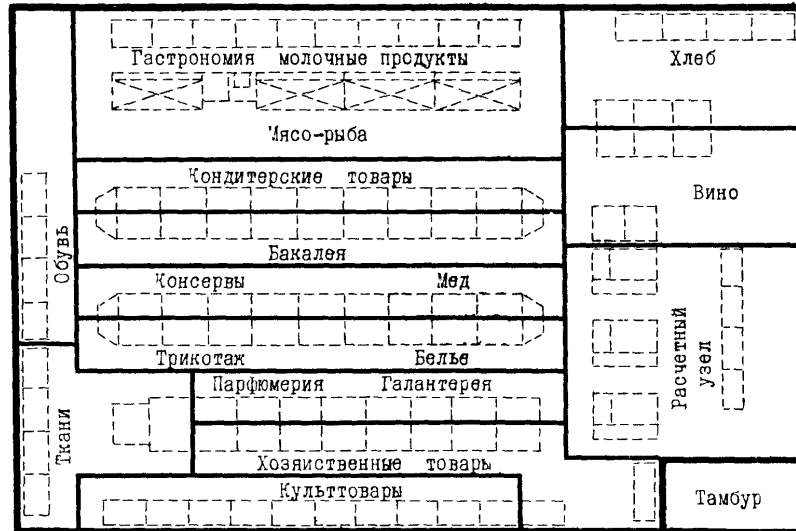 Гастрономия молочные продукты
Хлеб
Мясо-рыба
Кондитерские товары
Вино
Обувь
Бакалея
Консервы Мед
Расчетный
узел
Трикотаж Белье
Парфюмерия Галантерея
Ткани
Хозяиственные товары
Культтовары
Тамбур